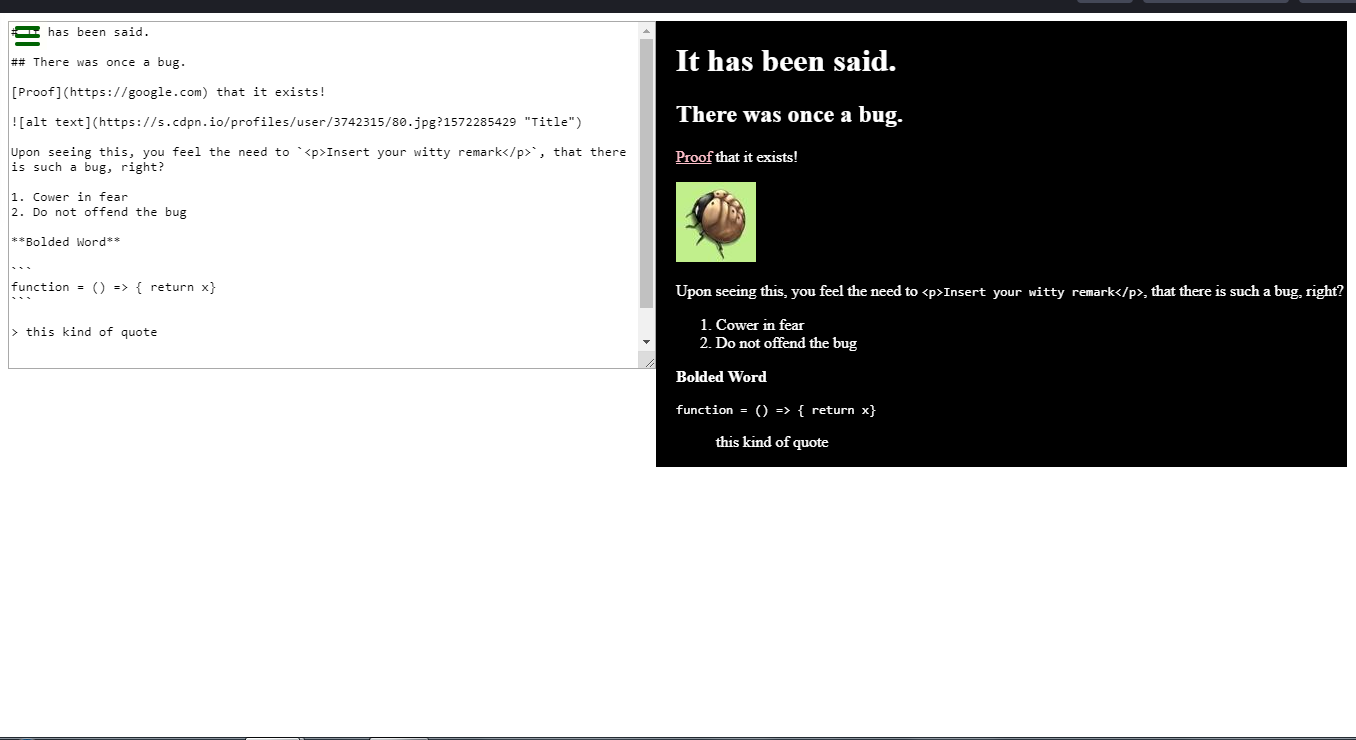 # It has been said.
## There was once a bug.
[Proof](https://google.com) that it exists!
![alt text](https://s.cdpn.io/profiles/user/3742315/80.jpg?1572285429 "Title")
Upon seeing this, you feel the need to `<p>Insert your witty remark</p>`, that there
is such a bug, right?
1. Cower in fear
2. Do not offend the bug
**Bolded Word**
```
function = () => { return x}
```
> this kind of quote
It has been said.
There was once a bug.
Proof that it exists!
Upon seeing this, you feel the need to <p>Insert your witty remark</p>, that there is such a bug, right?
1. Cower in fear
2. Do not offend the bug
Bolded Word
function = () => { return x}
this kind of quote